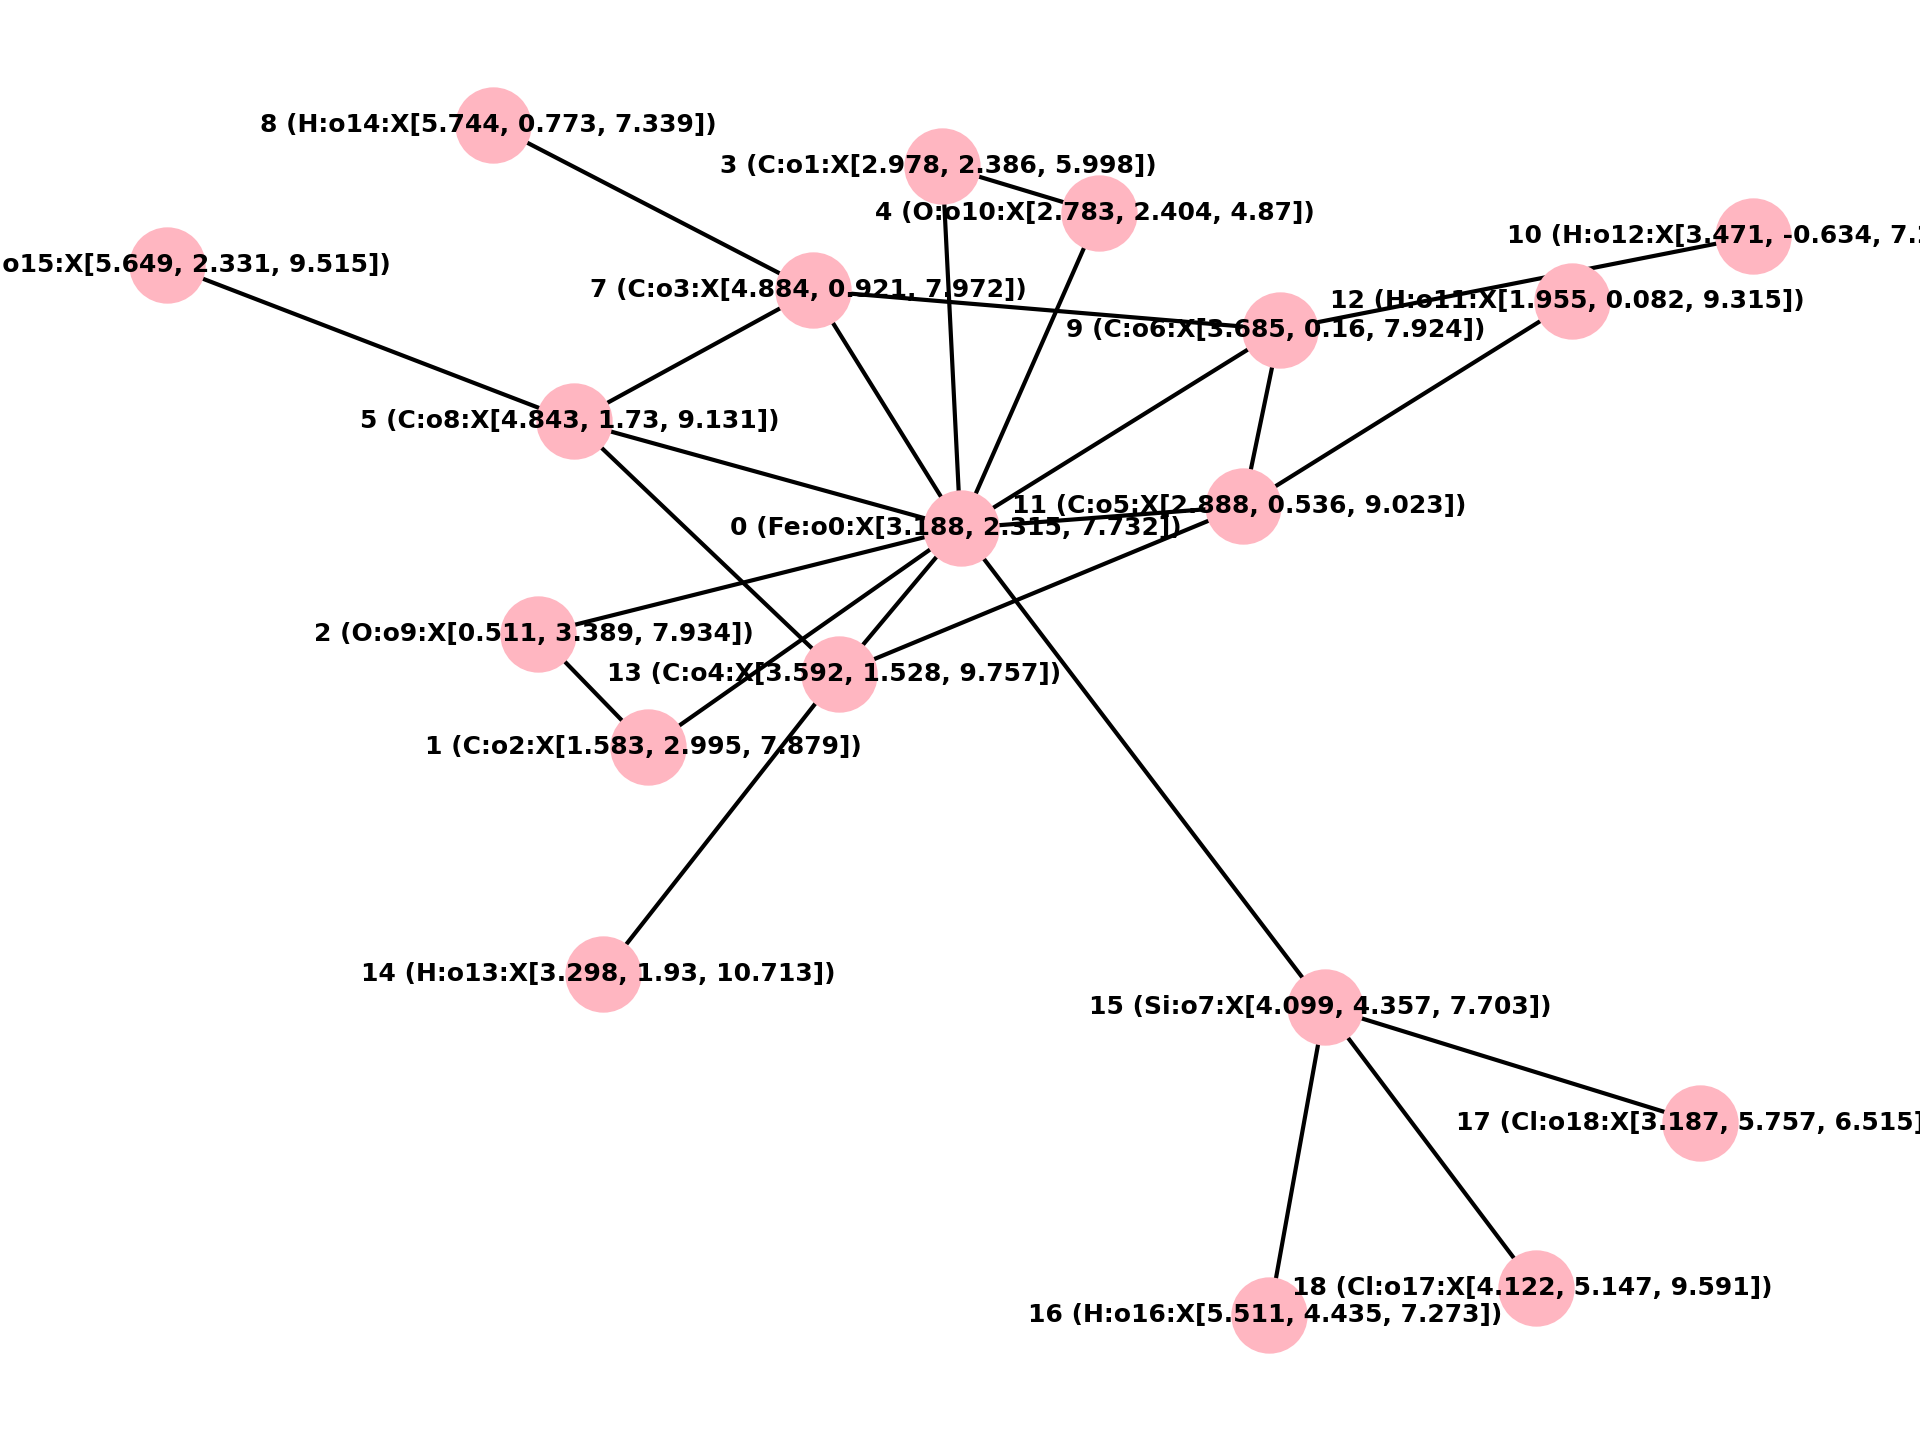 8 (H:o14:X[5.744, 0.773, 7.339])
3 (C:o1:X[2.978, 2.386, 5.998])
4 (O:o10:X[2.783, 2.404, 4.87])
10 (H:o12:X[3.471, -0.634, 7.
o15:X[5.649, 2.331, 9.515])
7 (C:o3:X[4.884, 0.921, 7.972])
12 (H:o11:X[1.955, 0.082, 9.315])
9 (C:o6:X[3.685, 0.16, 7.924])
5 (C:o8:X[4.843, 1.73, 9.131])
11 (C:o5:X[2.888, 0.536, 9.023])
0 (Fe:o0:X[3.188, 2.315, 7.732])
2 (O:o9:X[0.511, 3.389, 7.934])
13 (C:o4:X[3.592, 1.528, 9.757])
1 (C:o2:X[1.583, 2.995, 7.879])
14 (H:o13:X[3.298, 1.93, 10.713])
15 (Si:o7:X[4.099, 4.357, 7.703])
17 (Cl:o18:X[3.187, 5.757, 6.515]
18 (Cl:o17:X[4.122, 5.147, 9.591])
16 (H:o16:X[5.511, 4.435, 7.273])